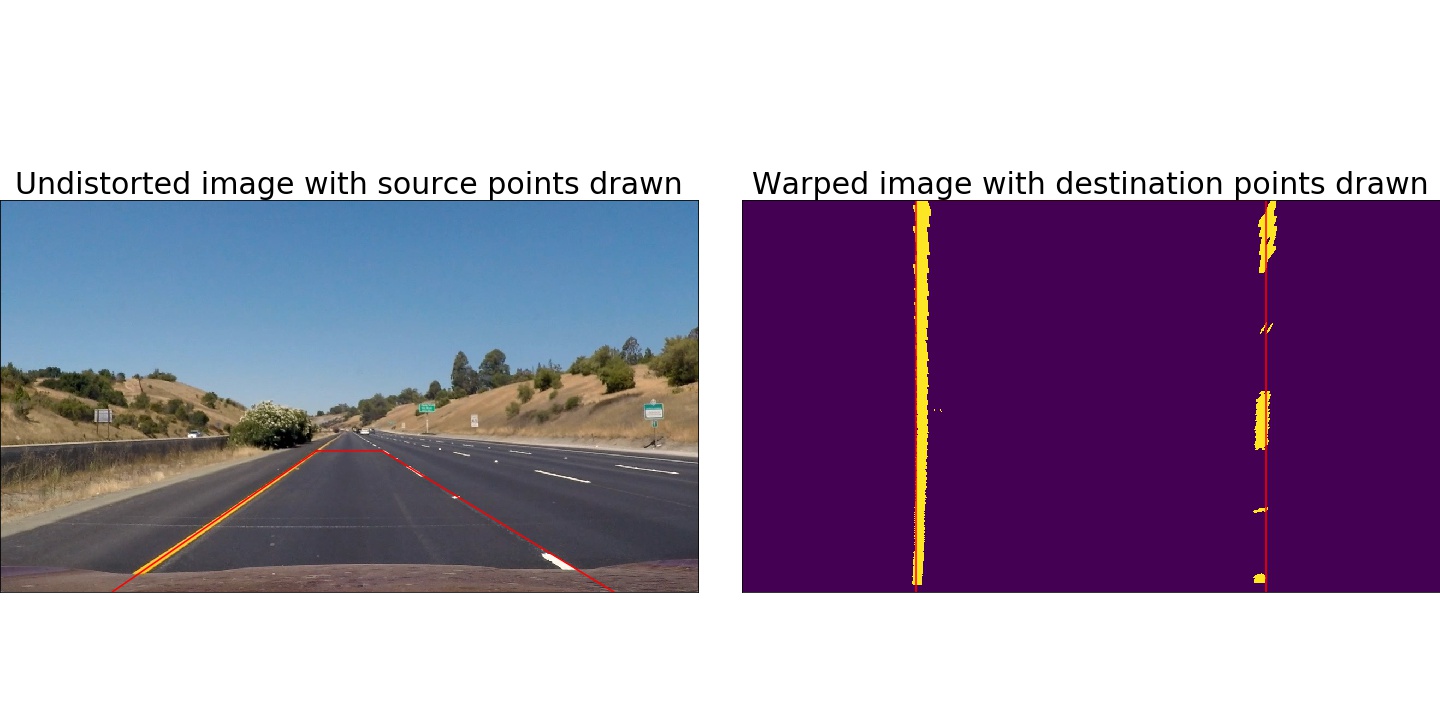 Undistorted image with source points drawn
Warped image with destination points drawn